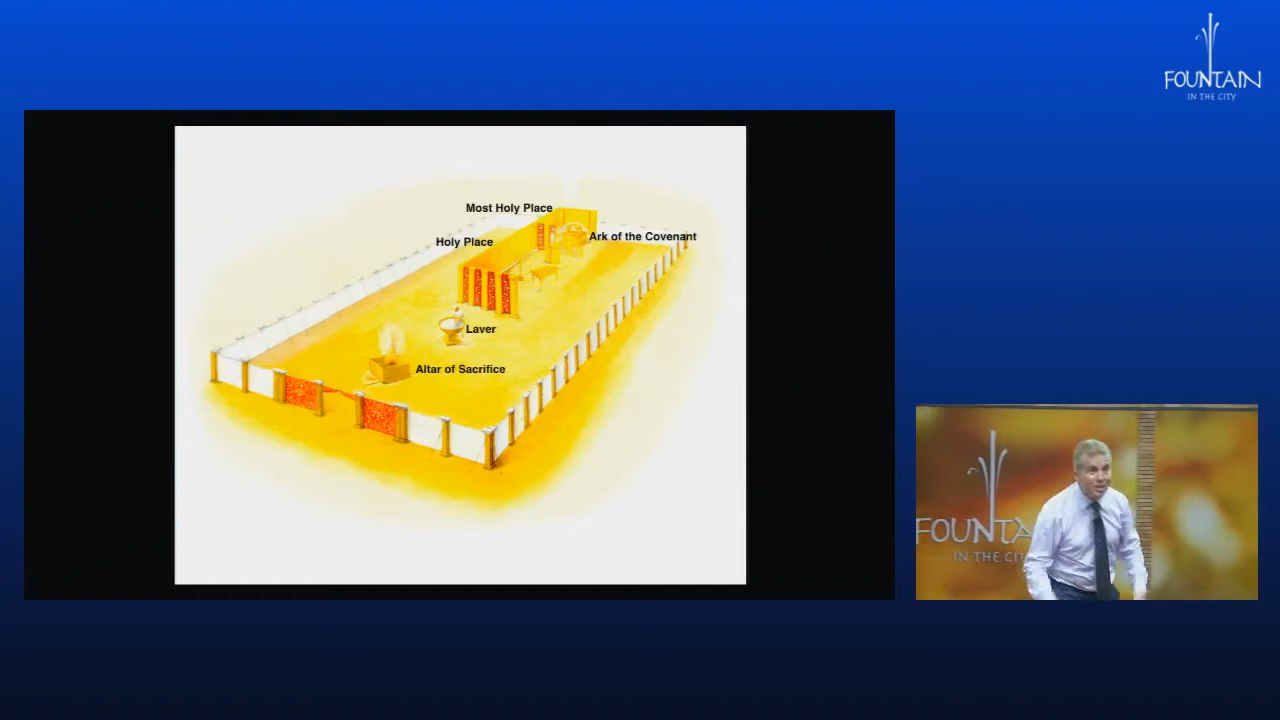 FOUNTAIN
IN THE CITY
Most Holy Place
Ark of the Covenant
Holy Place
Laver
Altar of Sacrifice
FOUNTA
IN THE CIT